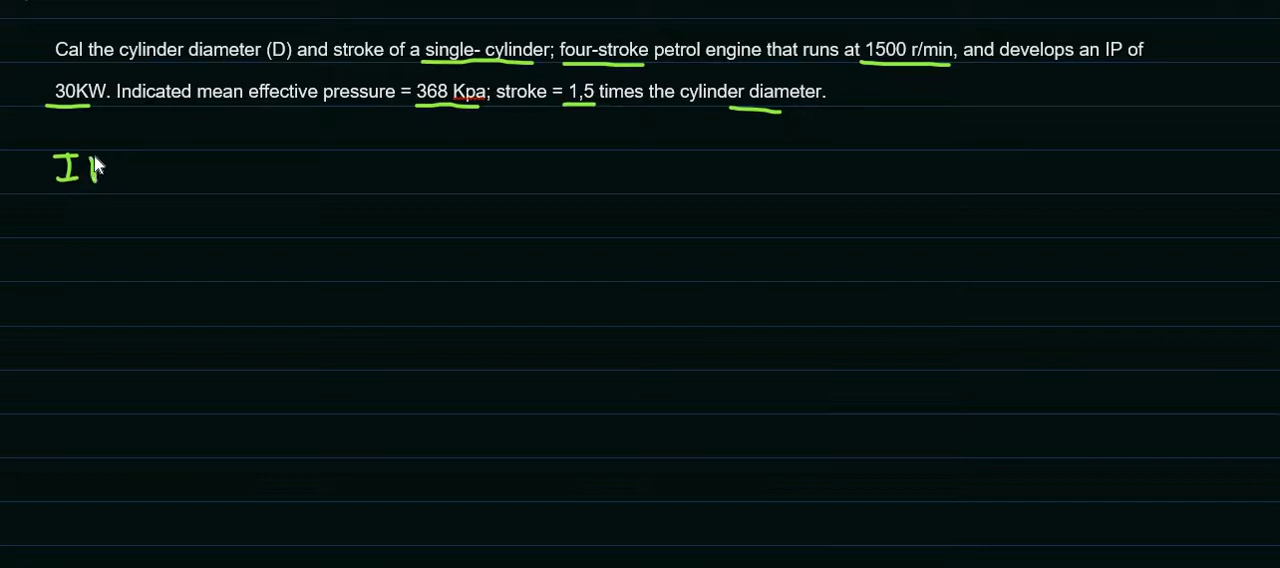 Cal the cylinder diameter (D) and stroke of a single- cylinder; four-stroke petrol engine that runs at 1500 r/min, and develops an IP of
30KW. Indicated mean effective pressure = 368 Kpa; stroke = 1,5 times the cylinder diameter.
I